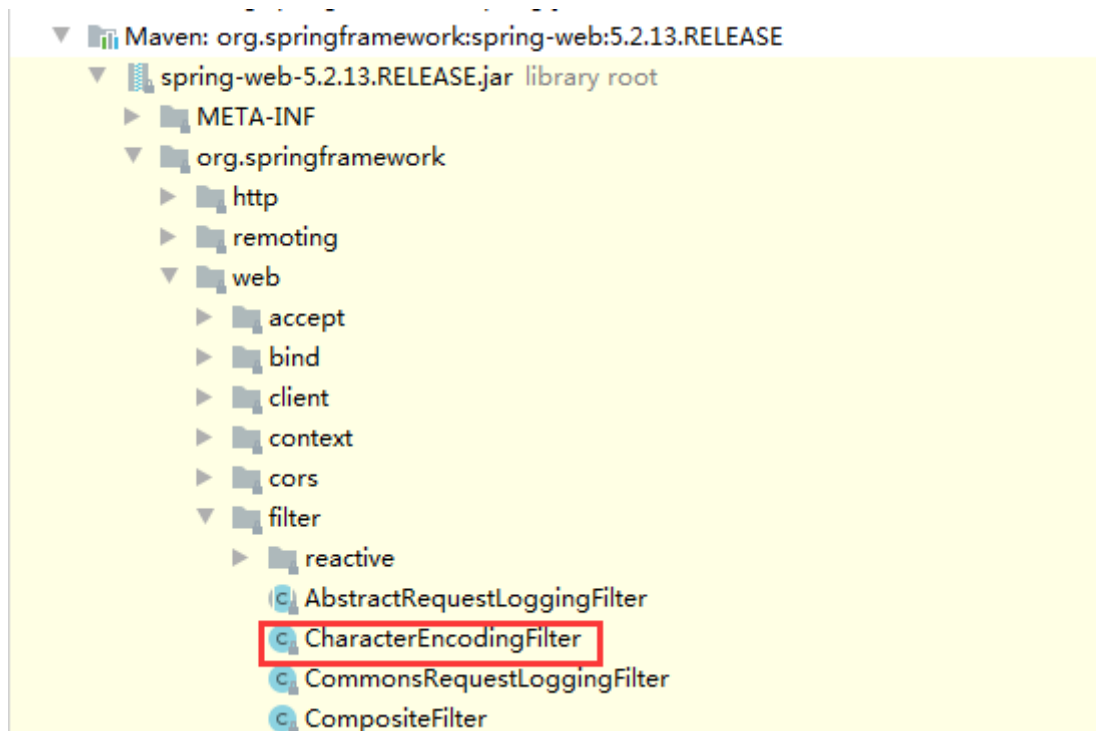 Maven: org.springframework:spring-web:5.2.13.RELEASE
spring-web-5.2.13.RELEASE.jar library root
META-INF
org.springframework
http
remoting
web
accept
bind
client
context
cors
filter
reactive
AbstractRequestLoggingFilter
CharacterEncodingFilter
CommonsRequestLoggingFilter
CompositeFilter